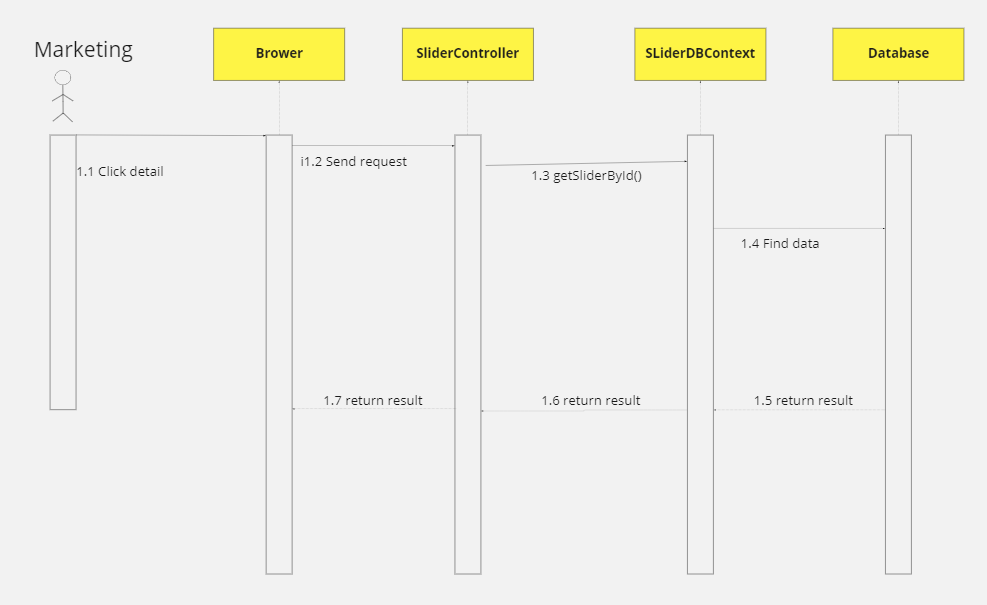 Marketing
Brower
SliderController
SLiderDBContext
Database
1.1 Click detail
i1.2 Send request
1.3 getSliderById()
1.4 Find data
1.7 return result
1.6 return result
1.5 return result